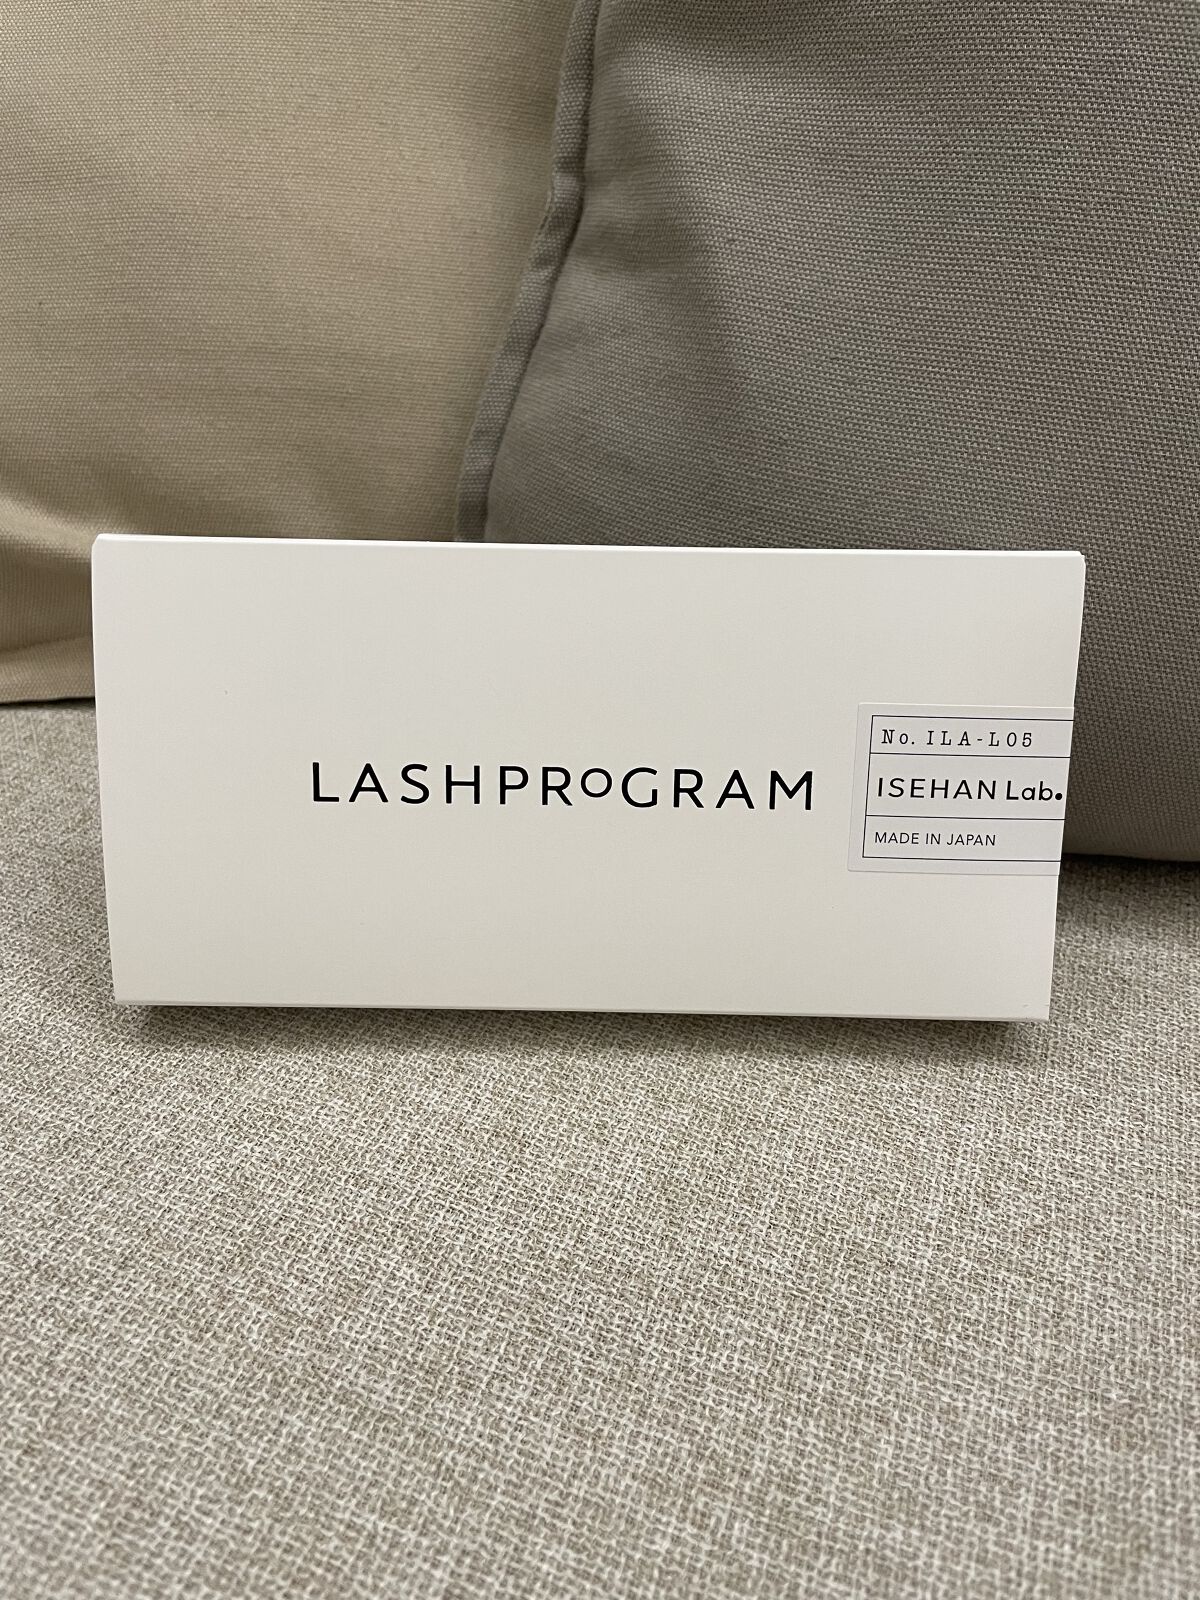 LASHPROGRAM
No. ILA-L05
ISEHAN Lab.
MADE IN JAPAN